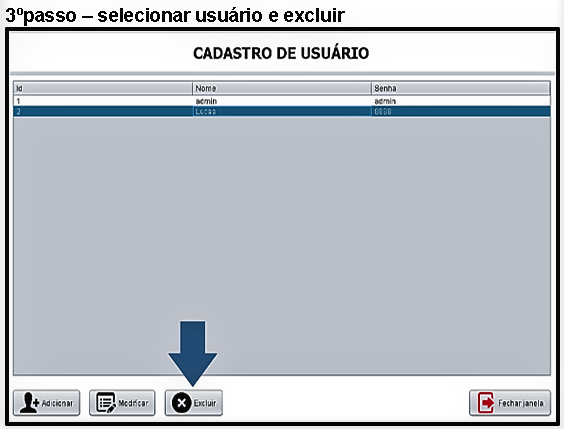 3ºpasso – selecionar usuário e excluir
CADASTRO DE USUÁRIO
Id Nome Senha
1 admin admin
2 Lucas
Adicionar Modificar Excluir Fechar janela